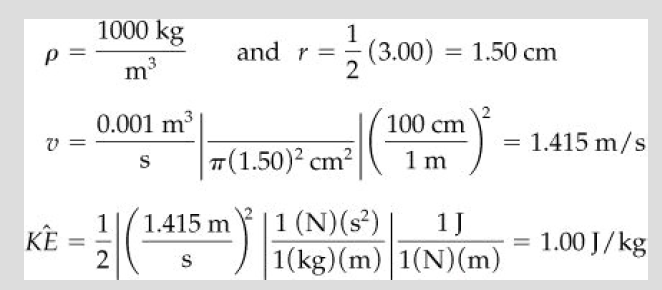 ρ = 1000 kg / m³ and r = 1/2 (3.00) = 1.50 cm
v = 0.001 m³ / s | / π(1.50)² cm² | (100 cm / 1 m)² = 1.415 m/s
KÊ = 1/2 | (1.415 m / s)² | 1 (N)(s²) / 1(kg)(m) | 1 J / 1(N)(m) = 1.00 J/kg